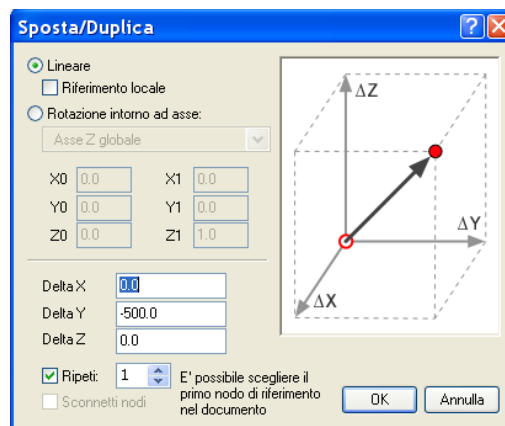 Sposta/Duplica
Lineare
Riferimento locale
Rotazione intorno ad asse:
Asse Z globale
X0 0.0 X1 0.0
Y0 0.0 Y1 0.0
Z0 0.0 Z1 1.0
ΔZ
ΔY
ΔX
Delta X 0.0
Delta Y -500.0
Delta Z 0.0
Ripeti: 1
Sconnetti nodi
E' possibile scegliere il
primo nodo di riferimento
nel documento
OK
Annulla